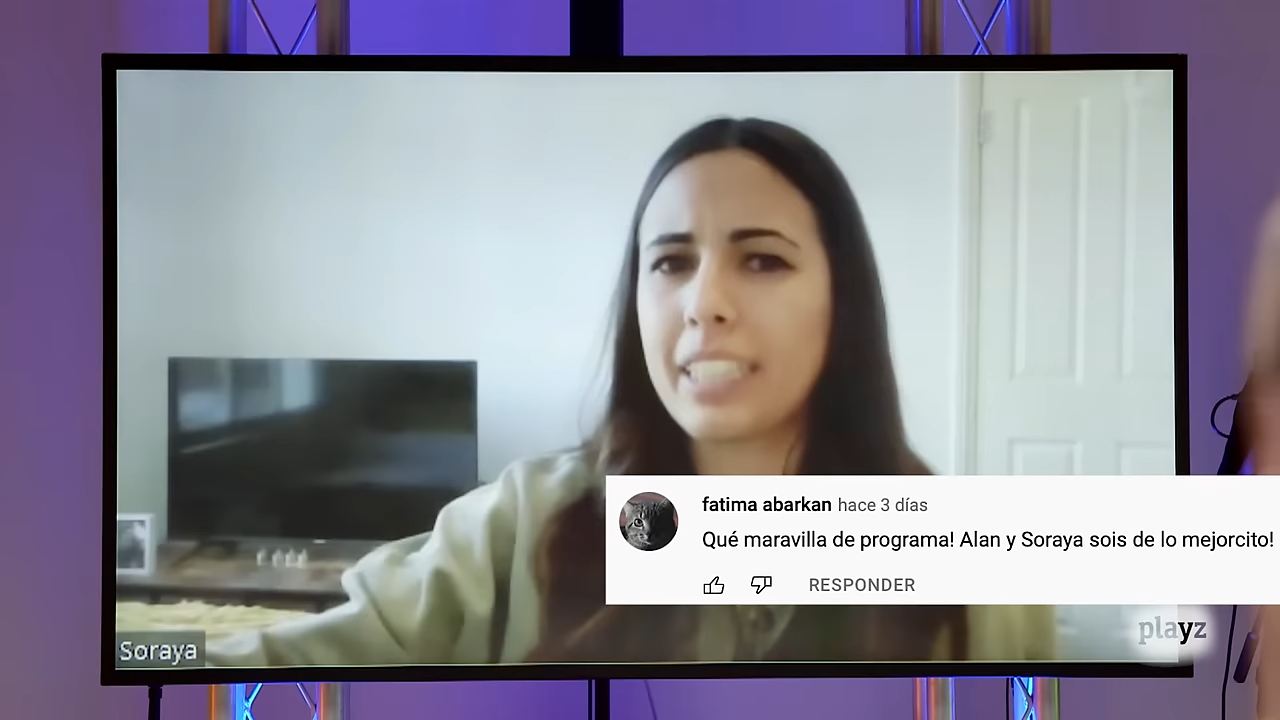 fatima abarkan hace 3 días
Qué maravilla de programa! Alan y Soraya sois de lo mejorcito!
RESPONDER
playz
Soraya